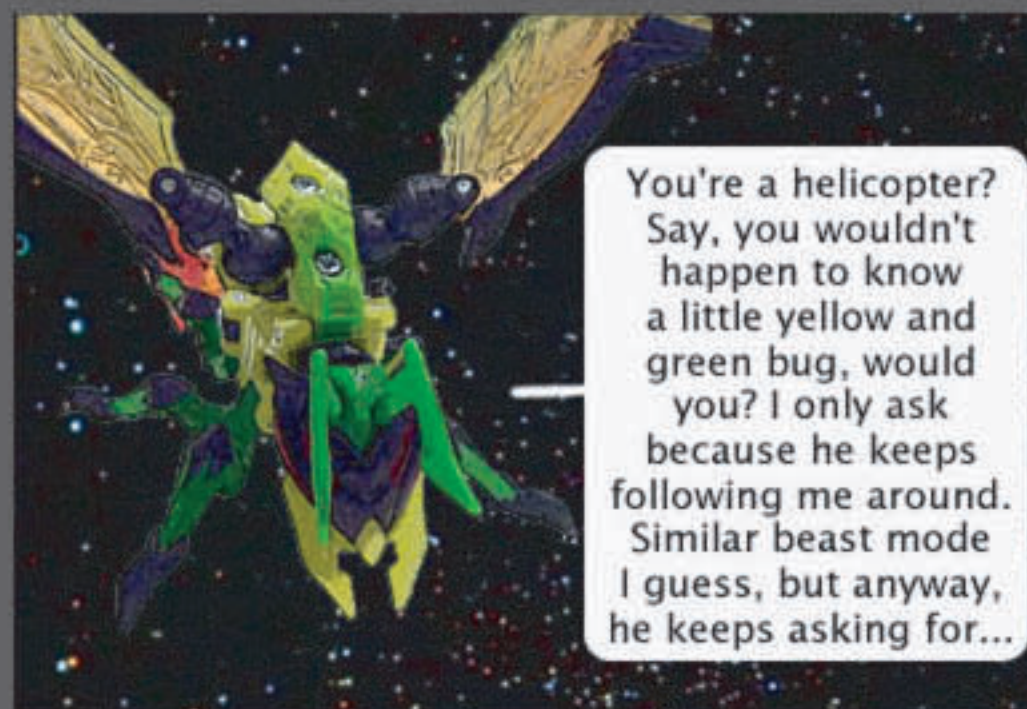 You're a helicopter?
Say, you wouldn't
happen to know
a little yellow and
green bug, would
you? I only ask
because he keeps
following me around.
Similar beast mode
I guess, but anyway,
he keeps asking for...